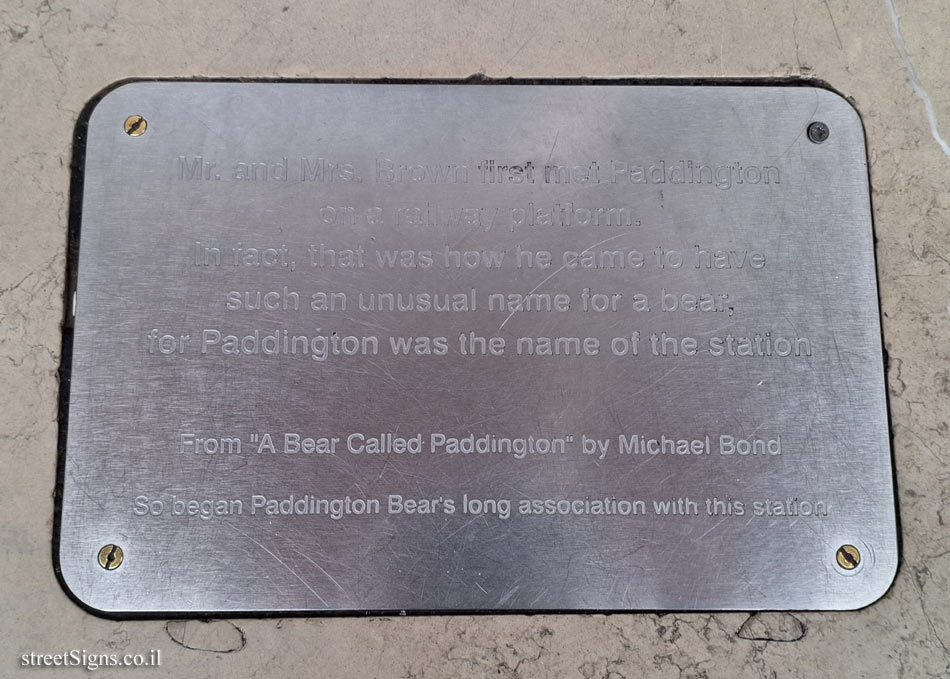 Mr. and Mrs. Brown first met Paddington
on a railway platform.
In fact, that was how he came to have
such an unusual name for a bear,
for Paddington was the name of the station
From "A Bear Called Paddington" by Michael Bond
So began Paddington Bear's long association with this station
streetSigns.co.il